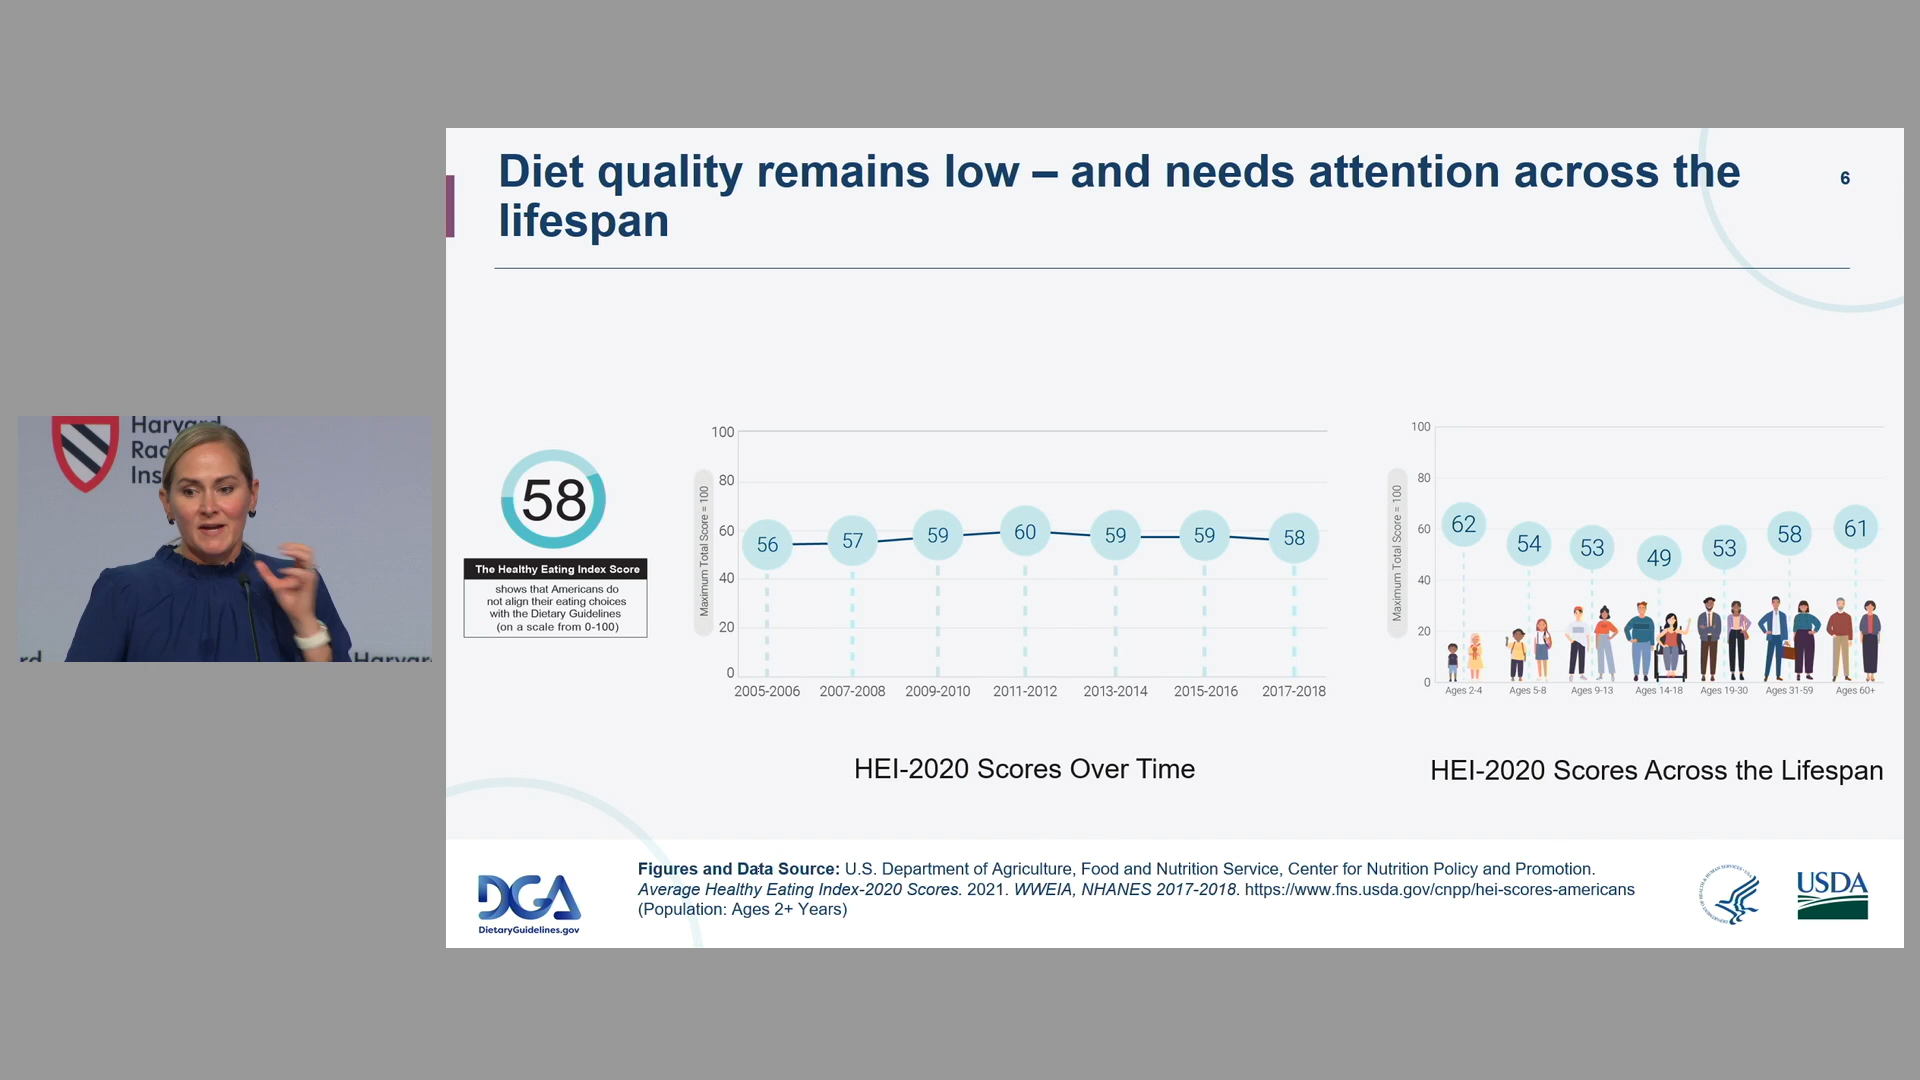 Harvard
Rad
Ins
rd
Harvar
Diet quality remains low – and needs attention across the
lifespan
6
58
The Healthy Eating Index Score
shows that Americans do
not align their eating choices
with the Dietary Guidelines
(on a scale from 0-100)
Maximum Total Score = 100
100
80
60
40
20
0
56
57
59
60
59
59
58
2005-2006
2007-2008
2009-2010
2011-2012
2013-2014
2015-2016
2017-2018
HEI-2020 Scores Over Time
Maximum Total Score = 100
100
80
60
40
20
0
62
54
53
49
53
58
61
Ages 2-4
Ages 5-8
Ages 9-13
Ages 14-18
Ages 19-30
Ages 31-59
Ages 60+
HEI-2020 Scores Across the Lifespan
DGA
DietaryGuidelines.gov
Figures and Data Source: U.S. Department of Agriculture, Food and Nutrition Service, Center for Nutrition Policy and Promotion.
Average Healthy Eating Index-2020 Scores. 2021. WWEIA, NHANES 2017-2018. https://www.fns.usda.gov/cnpp/hei-scores-americans
(Population: Ages 2+ Years)
USDA